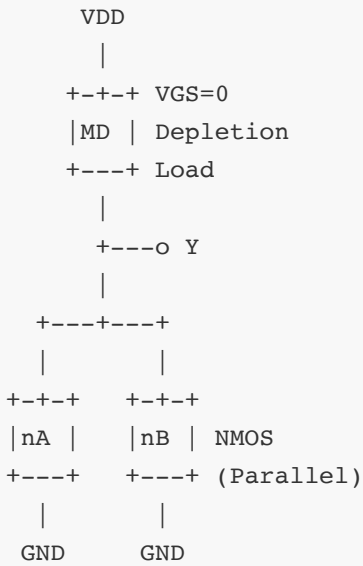 VDD
|
+-+-+ VGS=0
|MD | Depletion
+---+ Load
|
+---o Y
|
+---+---+
| |
+-+-+ +-+-+
|nA | |nB | NMOS
+---+ +---+ (Parallel)
| |
GND GND